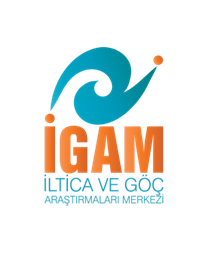 İGAM
İLTİCA VE GÖÇ
ARAŞTIRMALARI MERKEZİ